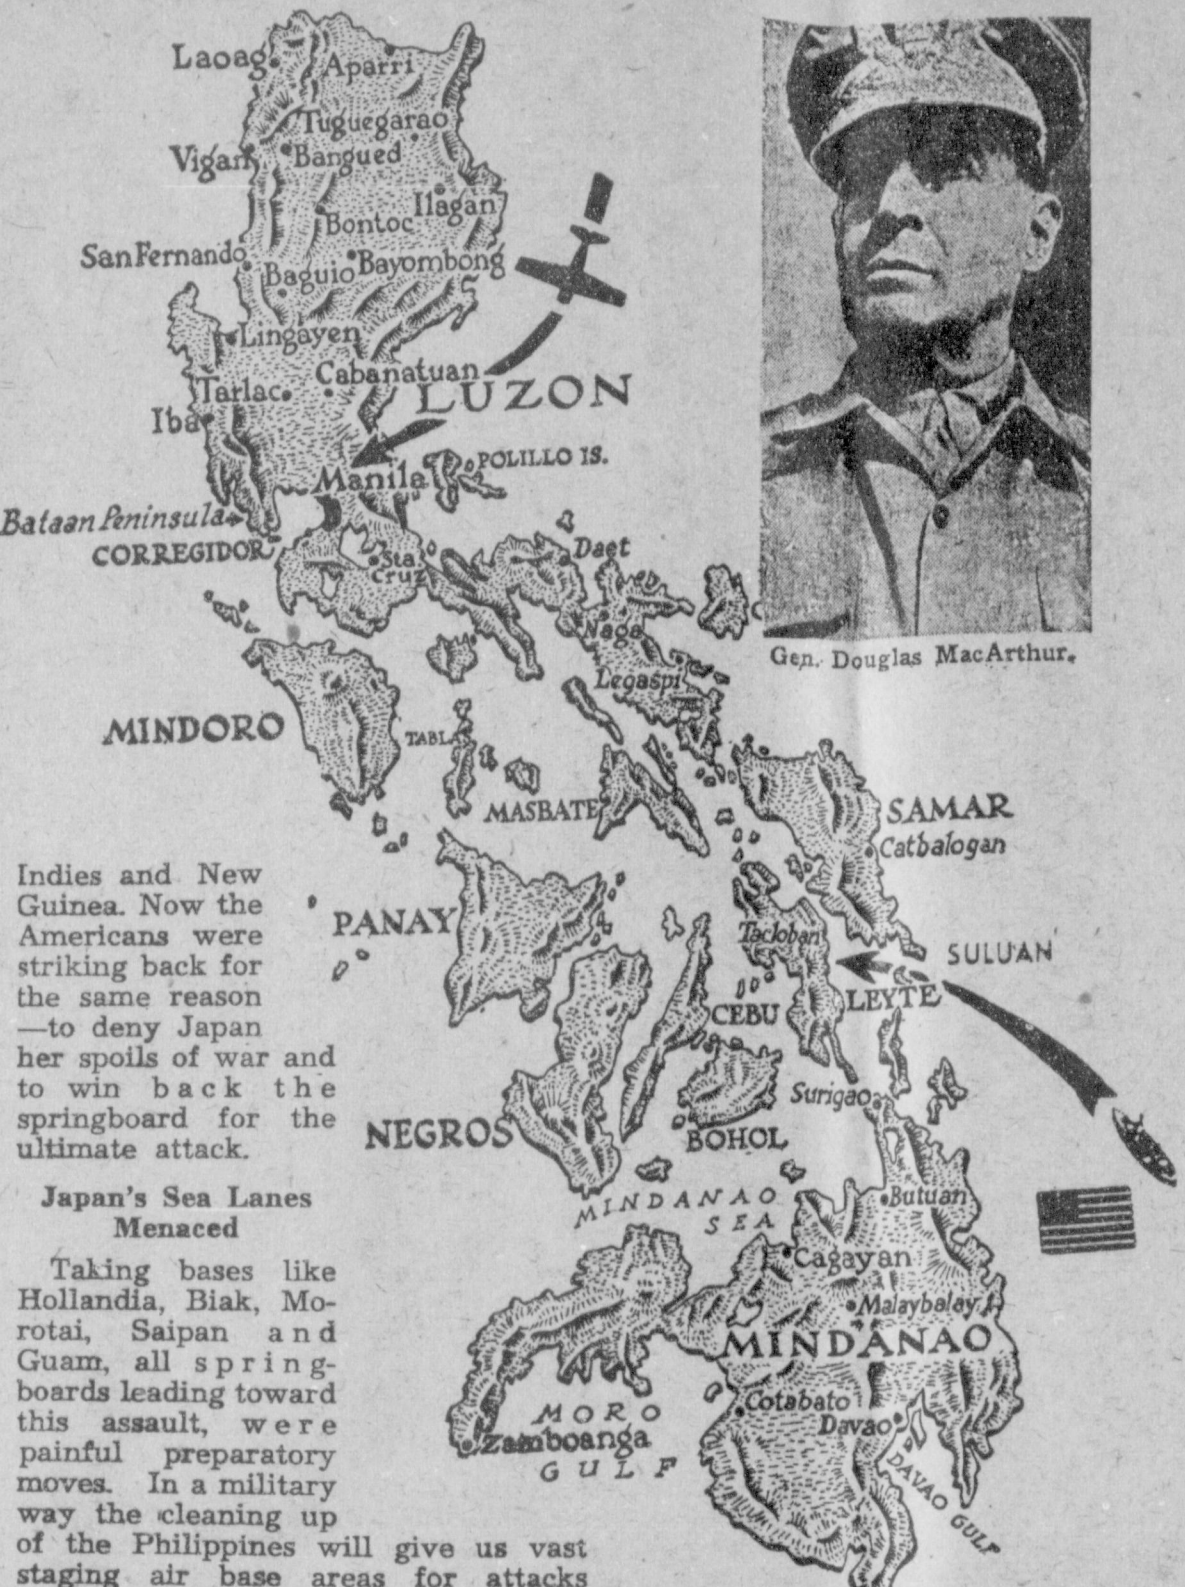 Laoag
Aparri
Tuguegarao
Vigan
Bangued
Ilagan
Bontoc
San Fernando
Baguio
Bayombong
Lingayen
Cabanatuan
LUZON
Tarlac
Iba
Manila
POLILLO IS.
Bataan Peninsula
CORREGIDOR
Sta
Cruz
Daet
Naga
Legaspi
Gen. Douglas MacArthur.
MINDORO
TABLAS
MASBATE
SAMAR
Catbalogan
PANAY
Tacloban
SULUAN
LEYTE
CEBU
Surigao
NEGROS
BOHOL
MINDANAO
SEA
Butuan
Cagayan
Malaybalay
MINDANAO
Cotabato
Davao
MORO
Zamboanga
GULF
DAVAO GULF
Indies and New
Guinea. Now the
Americans were
striking back for
the same reason
—to deny Japan
her spoils of war and
to win back the
springboard for the
ultimate attack.
Japan's Sea Lanes
Menaced
Taking bases like
Hollandia, Biak, Mo-
rotai, Saipan and
Guam, all spring-
boards leading toward
this assault, were
painful preparatory
moves. In a military
way the cleaning up
of the Philippines will give us vast
staging air base areas for attacks